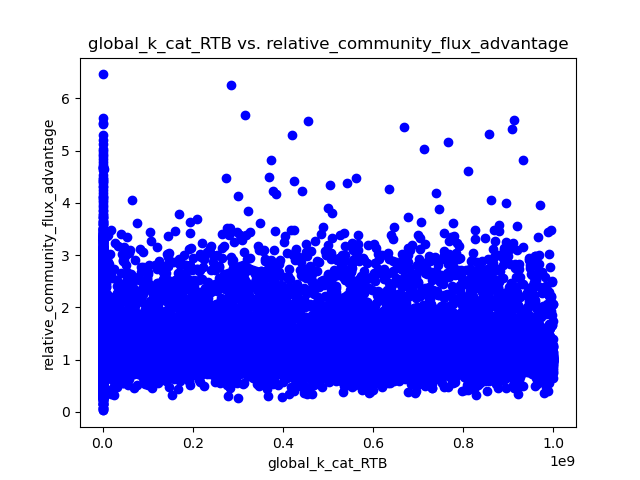 global_k_cat_RTB vs. relative_community_flux_advantage
relative_community_flux_advantage
6
5
4
3
2
1
0
0.0 0.2 0.4 0.6 0.8 1.0
1e9
global_k_cat_RTB